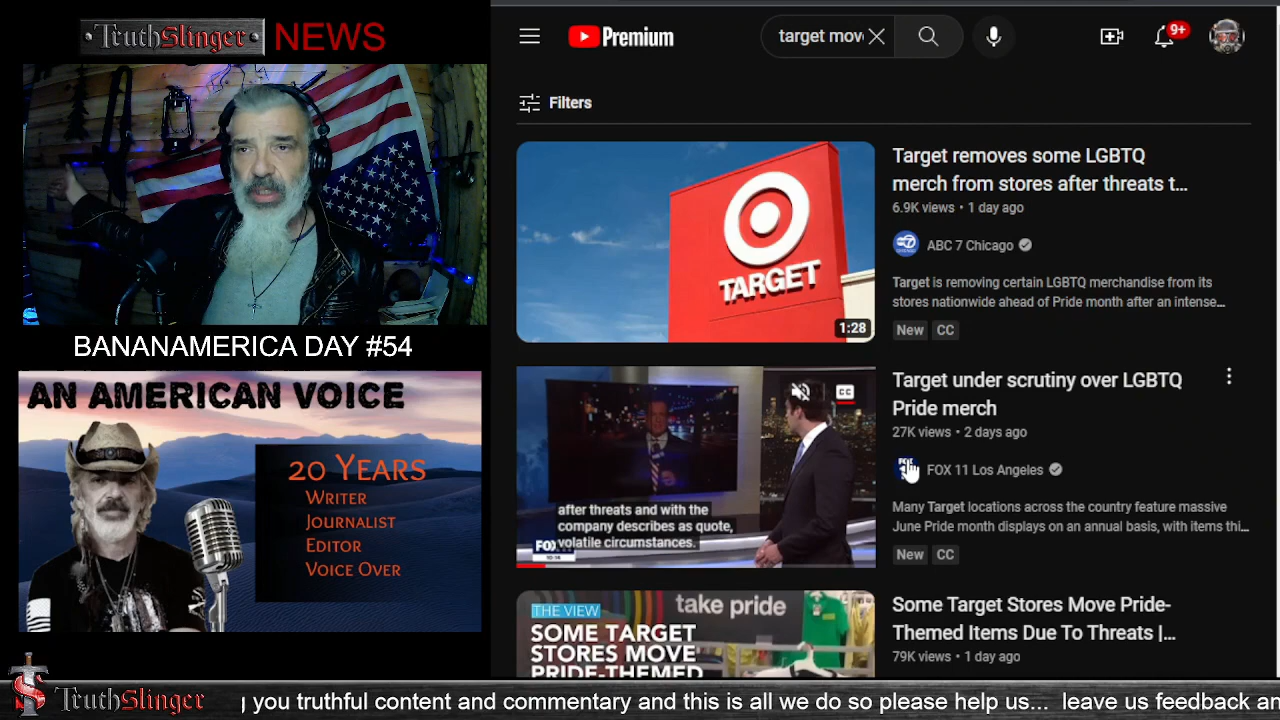 TruthSlinger NEWS
BANANAMERICA DAY #54
AN AMERICAN VOICE
20 YEARS
WRITER
JOURNALIST
EDITOR
VOICE OVER
Premium
target mov
9+
Filters
TARGET
1:28
Target removes some LGBTQ
merch from stores after threats t...
6.9K views • 1 day ago
ABC 7 Chicago
Target is removing certain LGBTQ merchandise from its
stores nationwide ahead of Pride month after an intense...
New CC
after threats and with the
company describes as quote,
volatile circumstances.
FOX
10:14
CC
Target under scrutiny over LGBTQ
Pride merch
27K views • 2 days ago
FOX 11 Los Angeles
Many Target locations across the country feature massive
June Pride month displays on an annual basis, with items thi...
New CC
THE VIEW
take pride
SOME TARGET
STORES MOVE
PRIDE-THEMED
Some Target Stores Move Pride-
Themed Items Due To Threats |...
79K views • 1 day ago
TruthSlinger
you truthful content and commentary and this is all we do so please help us... leave us feedback an